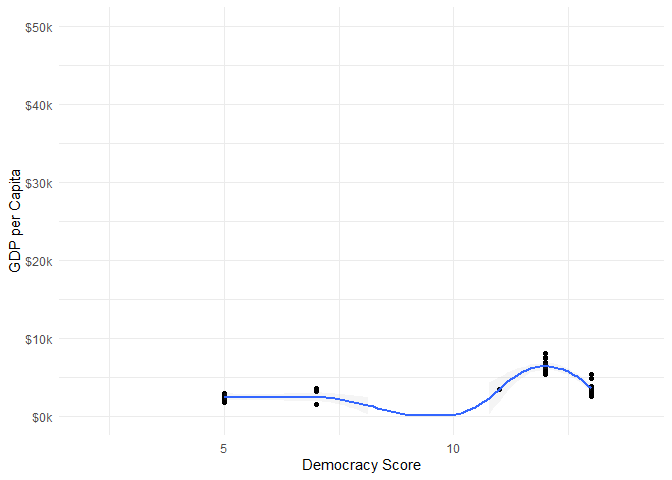 $50k
$40k
$30k
$20k
$10k
$0k
GDP per Capita
5
10
Democracy Score